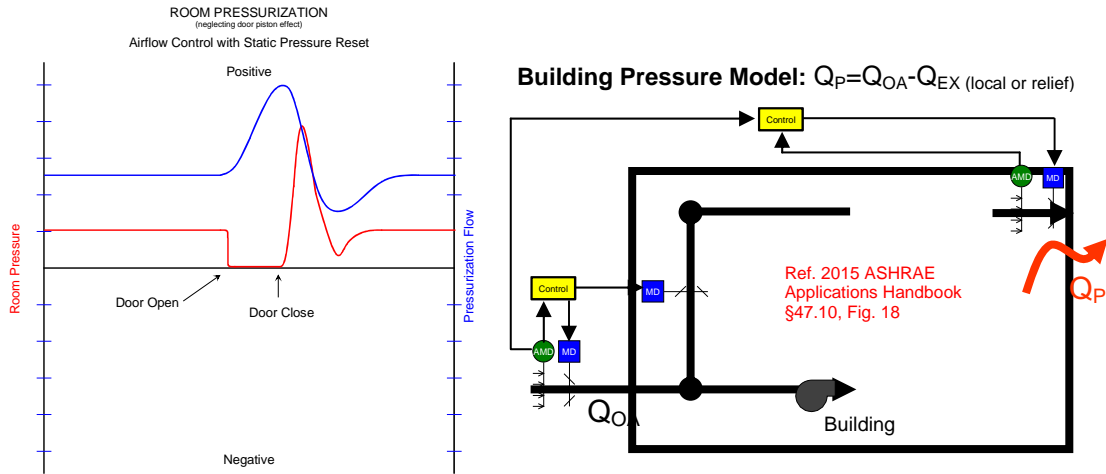 ROOM PRESSURIZATION
(neglecting door piston effect)
Airflow Control with Static Pressure Reset
Positive
Room Pressure
Pressurization Flow
Door Open
Door Close
Negative
Building Pressure Model: QP=QOA-QEX (local or relief)
Control
AMD
MD
Control
MD
AMD
MD
Ref. 2015 ASHRAE
Applications Handbook
§47.10, Fig. 18
QP
QOA
Building